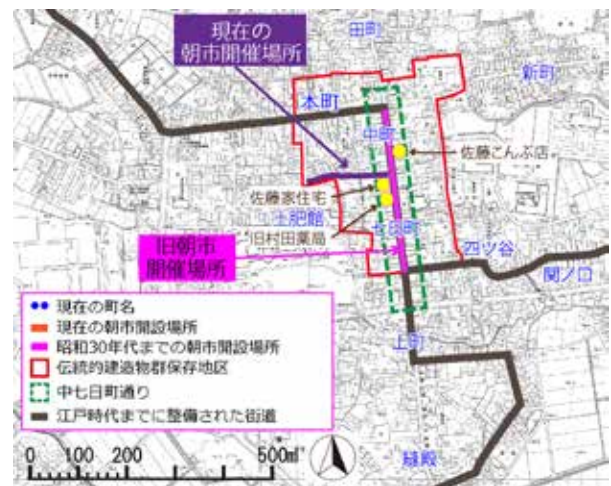 現在の
朝市開催場所
田町
新町
本町
中町
佐藤こんぶ店
佐藤家住宅
土肥館
旧村田薬局
七日町
旧朝市
開催場所
四ツ谷
関ノ口
上町
縫殿
現在の町名
現在の朝市開設場所
昭和30年代までの朝市開設場所
伝統的建造物群保存地区
中七日町通り
江戸時代までに整備された街道
0 100 200 500m